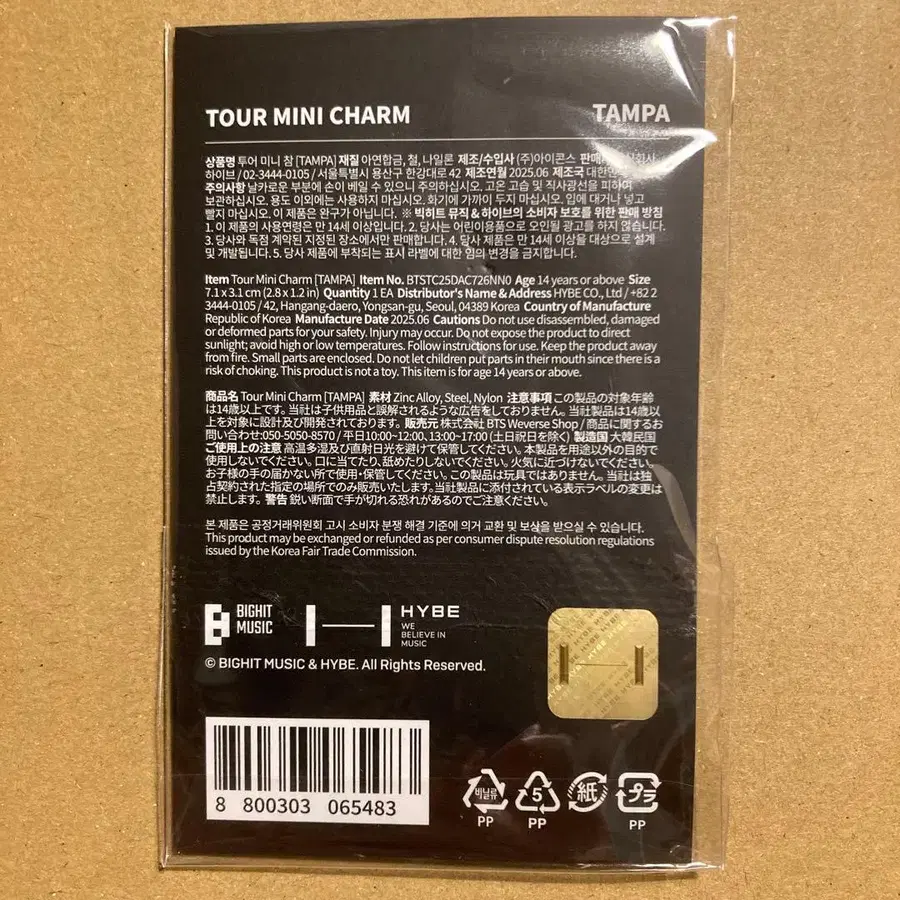 TOUR MINI CHARM
TAMPA
상품명 투어 미니 참 [TAMPA] 재질 아연합금, 철, 나일론 제조/수입사 (주)아이콘스
하이브 / 02-3444-0105 / 서울특별시 용산구 한강대로 42 제조연월 2025.06 제조국
주의사항 날카로운 부분에 손이 베일 수 있으니 주의하십시오. 고온 고습 및 직사광선을 피하여
보관하십시오. 용도 이외에는 사용하지 마십시오. 화기에 가까이 두지 마십시오. 입에 대거나 넣고
빨지 마십시오. 이 제품은 완구가 아닙니다. ※ 빅히트 뮤직 & 하이브의 소비자 보호를 위한 판매 방침
1. 이 제품의 사용연령은 만 14세 이상입니다. 2. 당사는 어린이용품으로 오인될 광고를 하지 않습니다.
3. 당사와 독점 계약된 지정된 장소에서만 판매합니다. 4. 당사 제품은 만 14세 이상을 대상으로 설계
및 개발됩니다. 5. 당사 제품에 부착되는 표시 라벨에 대한 임의 변경을 금지합니다.
Item Tour Mini Charm [TAMPA] Item No. BTSTC25DAC726NN0 Age 14 years or above Size
7.1 x 3.1 cm (2.8 x 1.2 in) Quantity 1 EA Distributor's Name & Address HYBE CO., Ltd / +82 2
3444-0105 / 42, Hangang-daero, Yongsan-gu, Seoul, 04389 Korea Country of Manufacture
Republic of Korea Manufacture Date 2025.06 Cautions Do not use disassembled, damaged
or deformed parts for your safety. Injury may occur. Do not expose the product to direct
sunlight; avoid high or low temperatures. Follow instructions for use. Keep the product away
from fire. Small parts are enclosed. Do not let children put parts in their mouth since there is a
risk of choking. This product is not a toy. This item is for age 14 years or above.
商品名 Tour Mini Charm [TAMPA] 素材 Zinc Alloy, Steel, Nylon 注意事項 この製品の対象年齢
は14歳以上です。当社は子供用品と誤解されるような広告をしておりません。当社製品は14歳以
上を対象に設計及び開発されております。販売元 株式会社 BTS Weverse Shop / 商品に関するお
問い合わせ:050-5050-8570 / 平日10:00~12:00, 13:00~17:00 (土日祝日を除く) 製造国 大韓民国
ご使用上の注意 高温多湿及び直射日光を避けて保管してください。本製品を用途以外の目的で
使用しないでください。口に当てたり、舐めたりしないでください。火気に近づけないでください。
お子様の手の届かない所で使用・保管してください。この製品は玩具ではありません。当社は独
占契約された指定の場所でのみ販売いたします。当社製品に添付されている表示ラベルの変更は
禁止します。警告 鋭い断面で手が切れる恐れがあるのでご注意ください。
본 제품은 공정거래위원회 고시 소비자 분쟁 해결 기준에 의거 교환 및 보상을 받으실 수 있습니다.
This product may be exchanged or refunded as per consumer dispute resolution regulations
issued by the Korea Fair Trade Commission.
BIGHIT
MUSIC
HYBE
WE
BELIEVE IN
MUSIC
© BIGHIT MUSIC & HYBE. All Rights Reserved.
8 800303 065483
비닐류
PP
5
PP
紙
プラ
PP